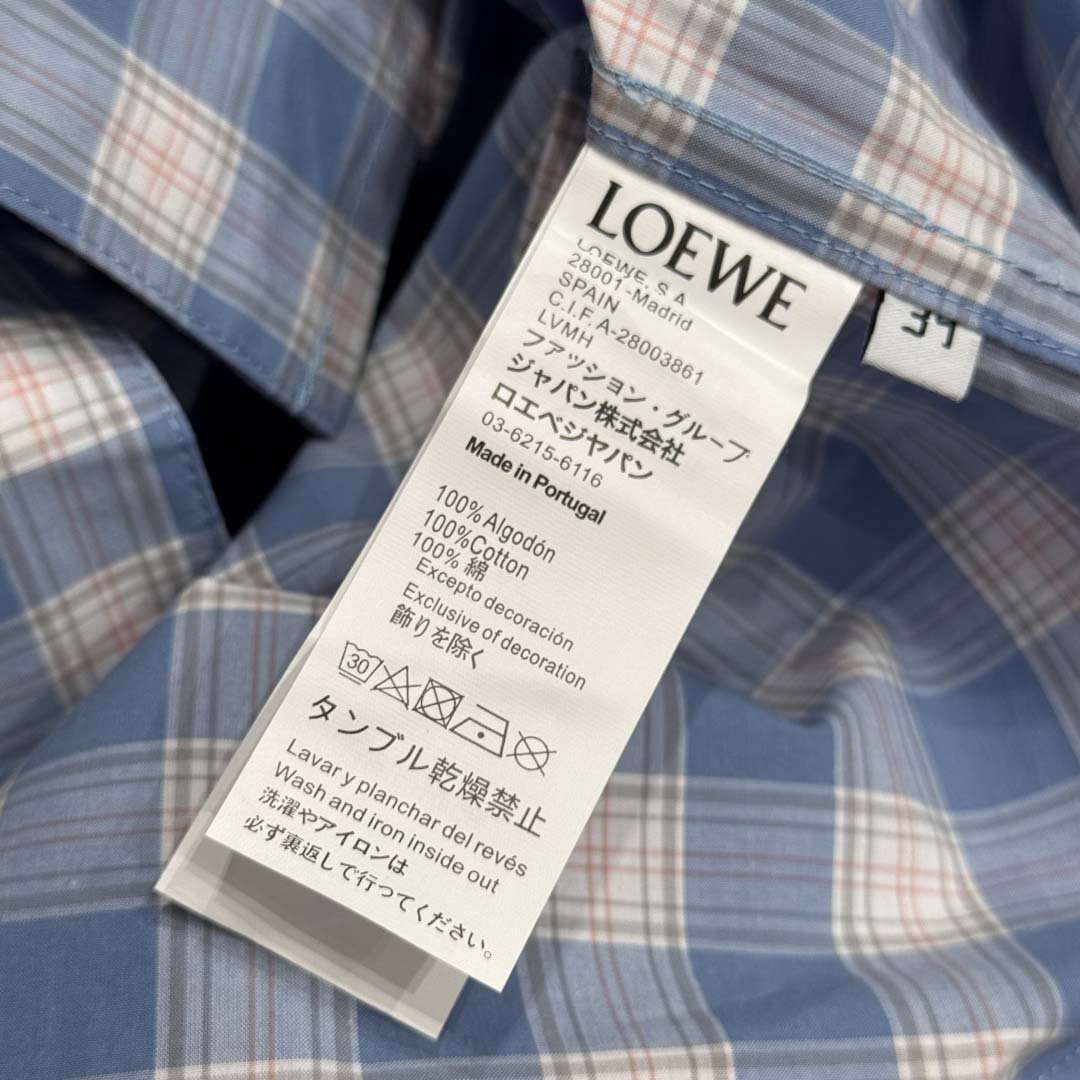 LOEWE
LOEWE, S.A
28001-Madrid
SPAIN
C.I.F. A-28003861
LVMH
ファッション・グループ
ジャパン株式会社
ロエベジャパン
03-6215-6116
Made in Portugal
100% Algodón
100%Cotton
100% 綿
Excepto decoración
Exclusive of decoration
飾りを除く
30
タンブル乾燥禁止
Lavar y planchar del revés
Wash and iron inside out
洗濯やアイロンは
必ず裏返しで行ってください。